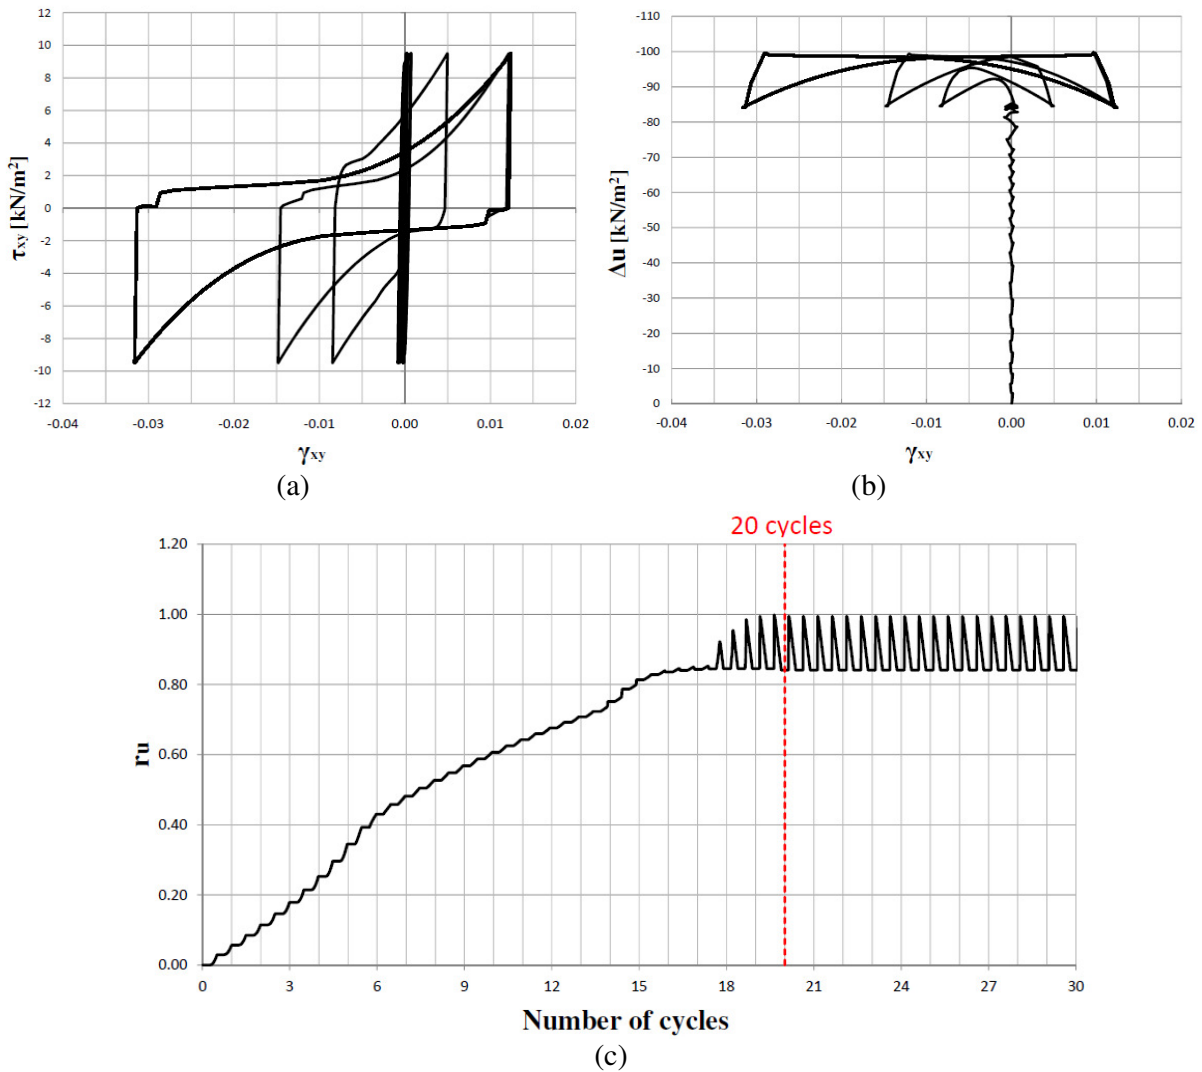 12
10
8
6
4
2
0
-2
-4
-6
-8
-10
-12
τxy [kN/m²]
-0.04 -0.03 -0.02 -0.01 0.00 0.01 0.02
γxy
(a)
-110
-100
-90
-80
-70
-60
-50
-40
-30
-20
-10
0
Δu [kN/m²]
-0.04 -0.03 -0.02 -0.01 0.00 0.01 0.02
γxy
(b)
20 cycles
1.20
1.00
0.80
0.60
0.40
0.20
0.00
ru
0 3 6 9 12 15 18 21 24 27 30
Number of cycles
(c)